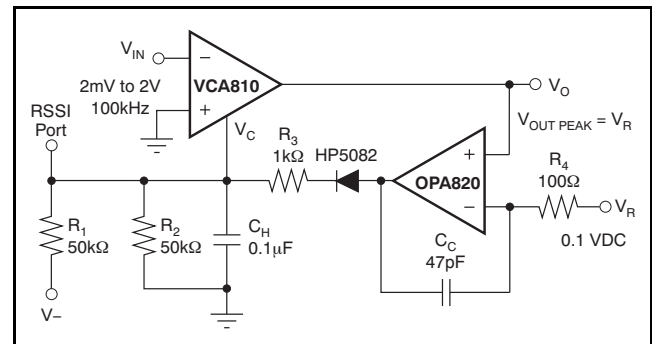 V_IN
−
VCA810
+
2mV to 2V
100kHz
V_O
RSSI
Port
V_C
V_OUT PEAK = V_R
R_3
1kΩ
HP5082
+
OPA820
−
R_4
100Ω
V_R
0.1 VDC
R_1
50kΩ
R_2
50kΩ
C_H
0.1μF
C_C
47pF
V−